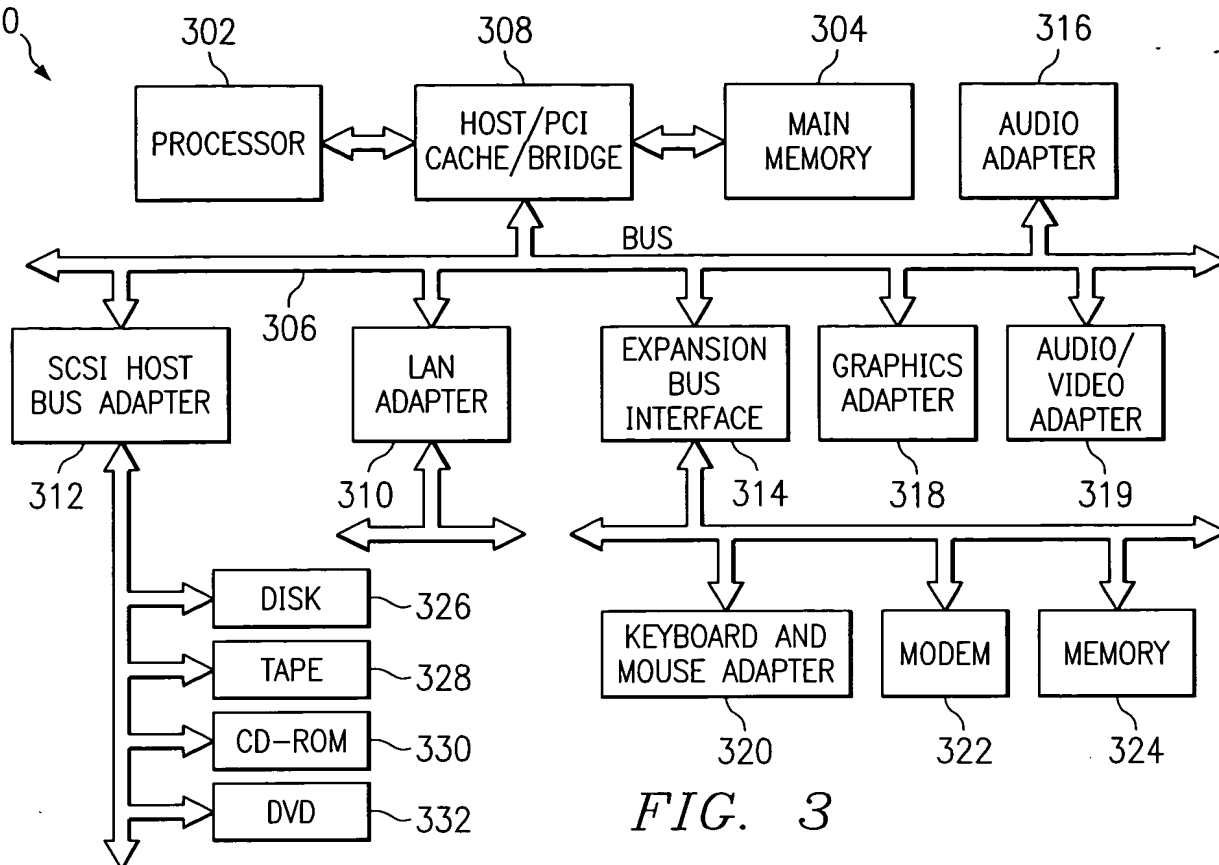 0
302
308
304
316
PROCESSOR
HOST/PCI
CACHE/BRIDGE
MAIN
MEMORY
AUDIO
ADAPTER
BUS
306
SCSI HOST
BUS ADAPTER
LAN
ADAPTER
EXPANSION
BUS
INTERFACE
GRAPHICS
ADAPTER
AUDIO/
VIDEO
ADAPTER
312
310
314
318
319
DISK
326
TAPE
328
CD-ROM
330
DVD
332
KEYBOARD AND
MOUSE ADAPTER
MODEM
MEMORY
320
322
324
FIG. 3